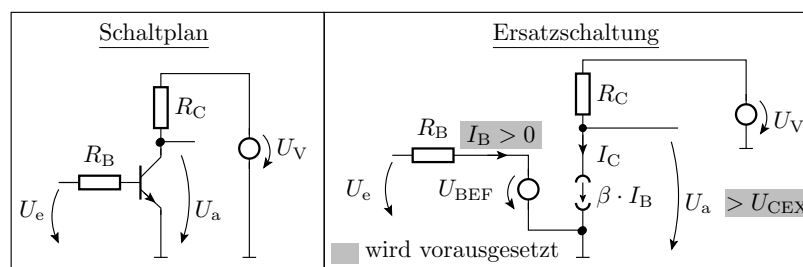 Schaltplan
R_C
R_B
U_e
U_a
U_V
Ersatzschaltung
R_C
R_B
I_B > 0
U_V
I_C
U_e
U_BEF
β · I_B
U_a > U_CEX
wird vorausgesetzt